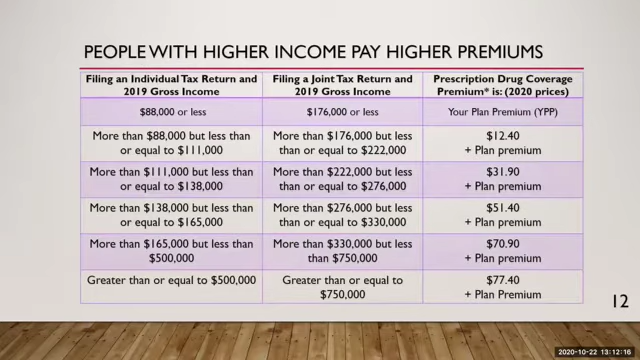 PEOPLE WITH HIGHER INCOME PAY HIGHER PREMIUMS
Filing an Individual Tax Return and
2019 Gross Income
Filing a Joint Tax Return and
2019 Gross Income
Prescription Drug Coverage
Premium* is: (2020 prices)
$88,000 or less
$176,000 or less
Your Plan Premium (YPP)
More than $88,000 but less than
or equal to $111,000
More than $176,000 but less
than or equal to $222,000
$12.40
+ Plan premium
More than $111,000 but less than
or equal to $138,000
More than $222,000 but less
than or equal to $276,000
$31.90
+ Plan premium
More than $138,000 but less than
or equal to $165,000
More than $276,000 but less
than or equal to $330,000
$51.40
+ Plan premium
More than $165,000 but less than
$500,000
More than $330,000 but less
than $750,000
$70.90
+ Plan premium
Greater than or equal to $500,000
Greater than or equal to
$750,000
$77.40
+ Plan Premium
12
2020-10-22 13:12:16